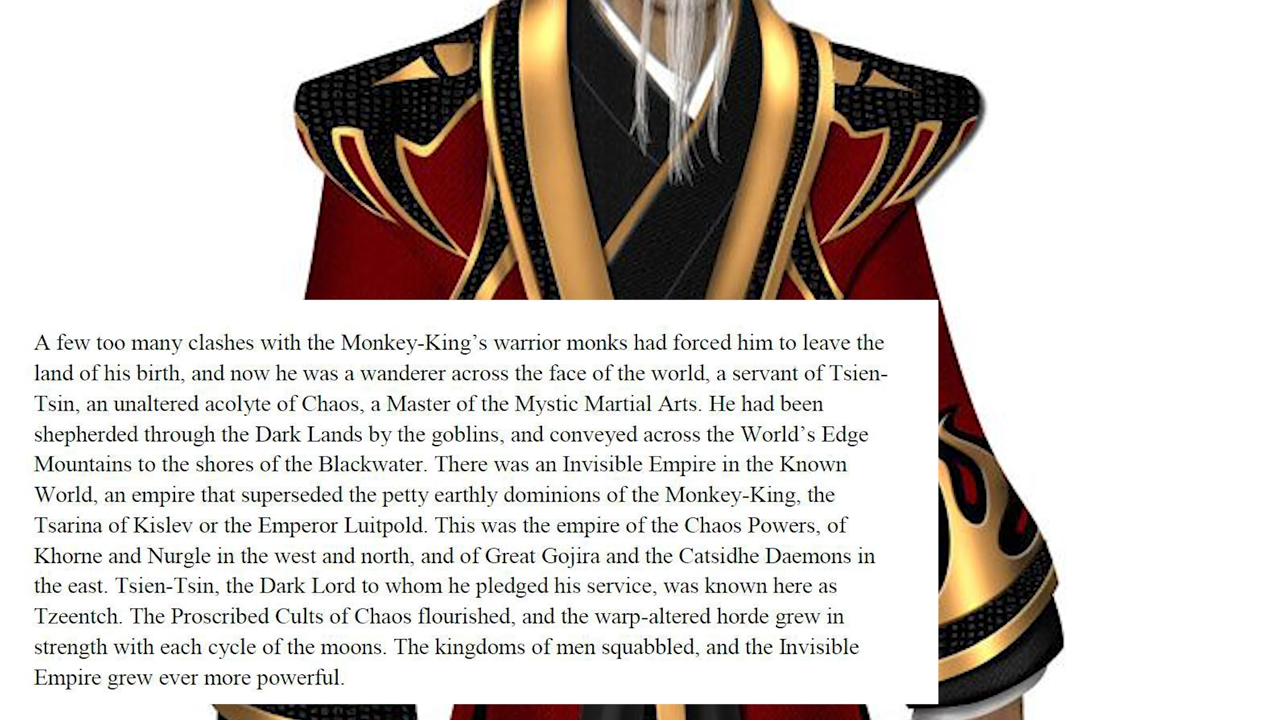 A few too many clashes with the Monkey-King’s warrior monks had forced him to leave the
land of his birth, and now he was a wanderer across the face of the world, a servant of Tsien-
Tsin, an unaltered acolyte of Chaos, a Master of the Mystic Martial Arts. He had been
shepherded through the Dark Lands by the goblins, and conveyed across the World’s Edge
Mountains to the shores of the Blackwater. There was an Invisible Empire in the Known
World, an empire that superseded the petty earthly dominions of the Monkey-King, the
Tsarina of Kislev or the Emperor Luitpold. This was the empire of the Chaos Powers, of
Khorne and Nurgle in the west and north, and of Great Gojira and the Catsidhe Daemons in
the east. Tsien-Tsin, the Dark Lord to whom he pledged his service, was known here as
Tzeentch. The Proscribed Cults of Chaos flourished, and the warp-altered horde grew in
strength with each cycle of the moons. The kingdoms of men squabbled, and the Invisible
Empire grew ever more powerful.